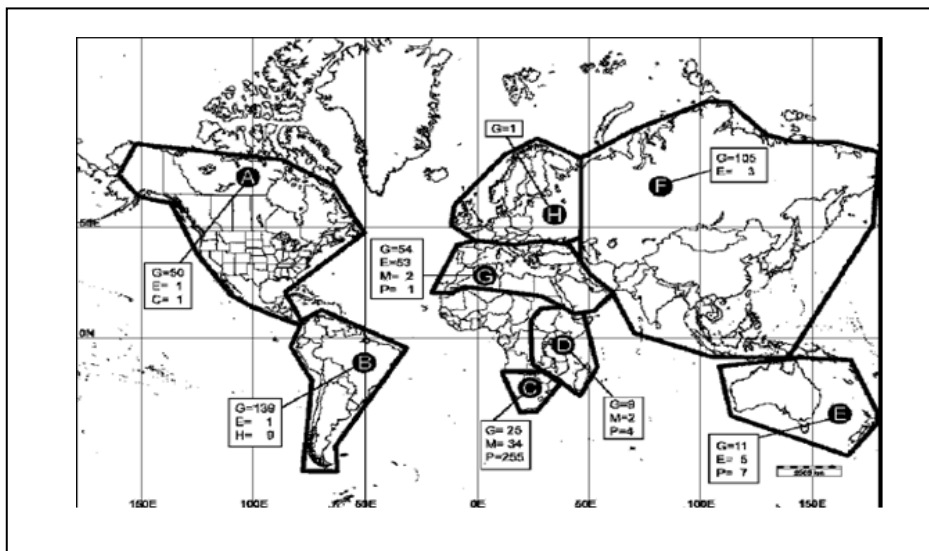 G=1
A
F
G=105
E= 3
H
G=54
E=53
M= 2
P= 1
G
G=50
E= 1
C= 1
0N
D
B
C
G=139
E= 1
H= 9
G=9
M=2
P=4
E
G= 25
M= 34
P=255
G=11
E= 5
P= 7
150E 100E 50E 0E 50E 100E 150E